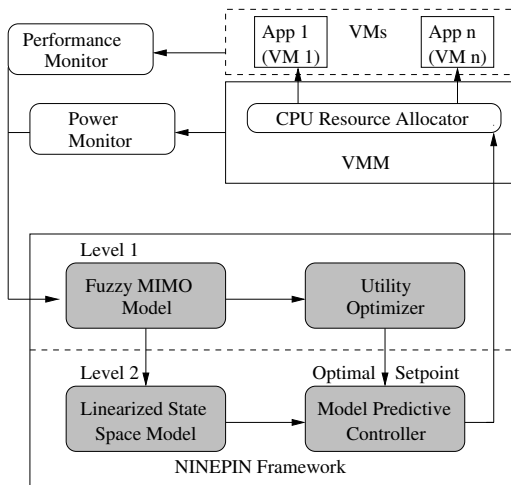 Performance
Monitor
App 1
(VM 1)
VMs
App n
(VM n)
Power
Monitor
CPU Resource Allocator
VMM
Level 1
Fuzzy MIMO
Model
Utility
Optimizer
Level 2
Optimal Setpoint
Linearized State
Space Model
Model Predictive
Controller
NINEPIN Framework